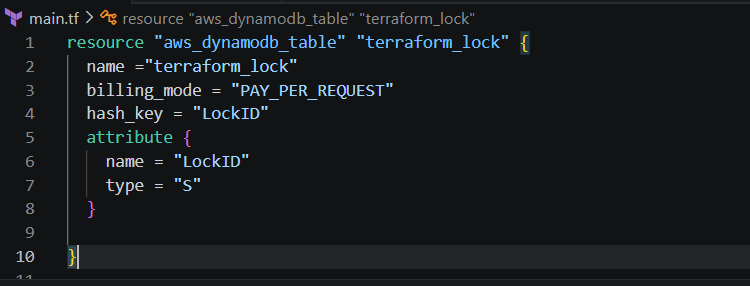 main.tf > resource "aws_dynamodb_table" "terraform_lock"
1 resource "aws_dynamodb_table" "terraform_lock" {
2 name ="terraform_lock"
3 billing_mode = "PAY_PER_REQUEST"
4 hash_key = "LockID"
5 attribute {
6 name = "LockID"
7 type = "S"
8 }
9
10 }
11